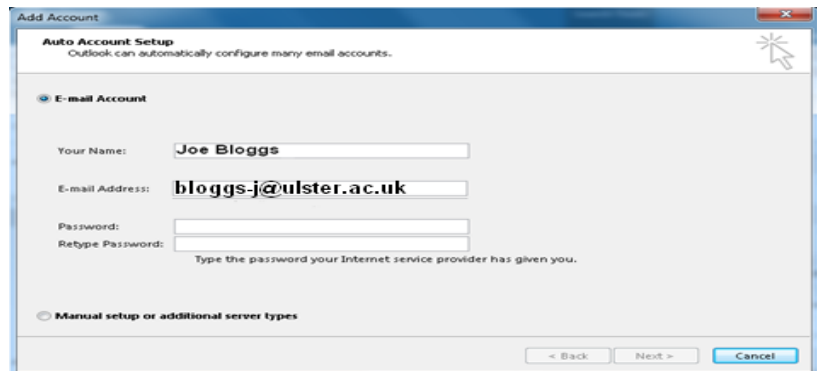 Add Account
Auto Account Setup
Outlook can automatically configure many email accounts.
E-mail Account
Your Name: Joe Bloggs
E-mail Address: bloggs-j@ulster.ac.uk
Password:
Retype Password:
Type the password your Internet service provider has given you.
Manual setup or additional server types
< Back Next > Cancel